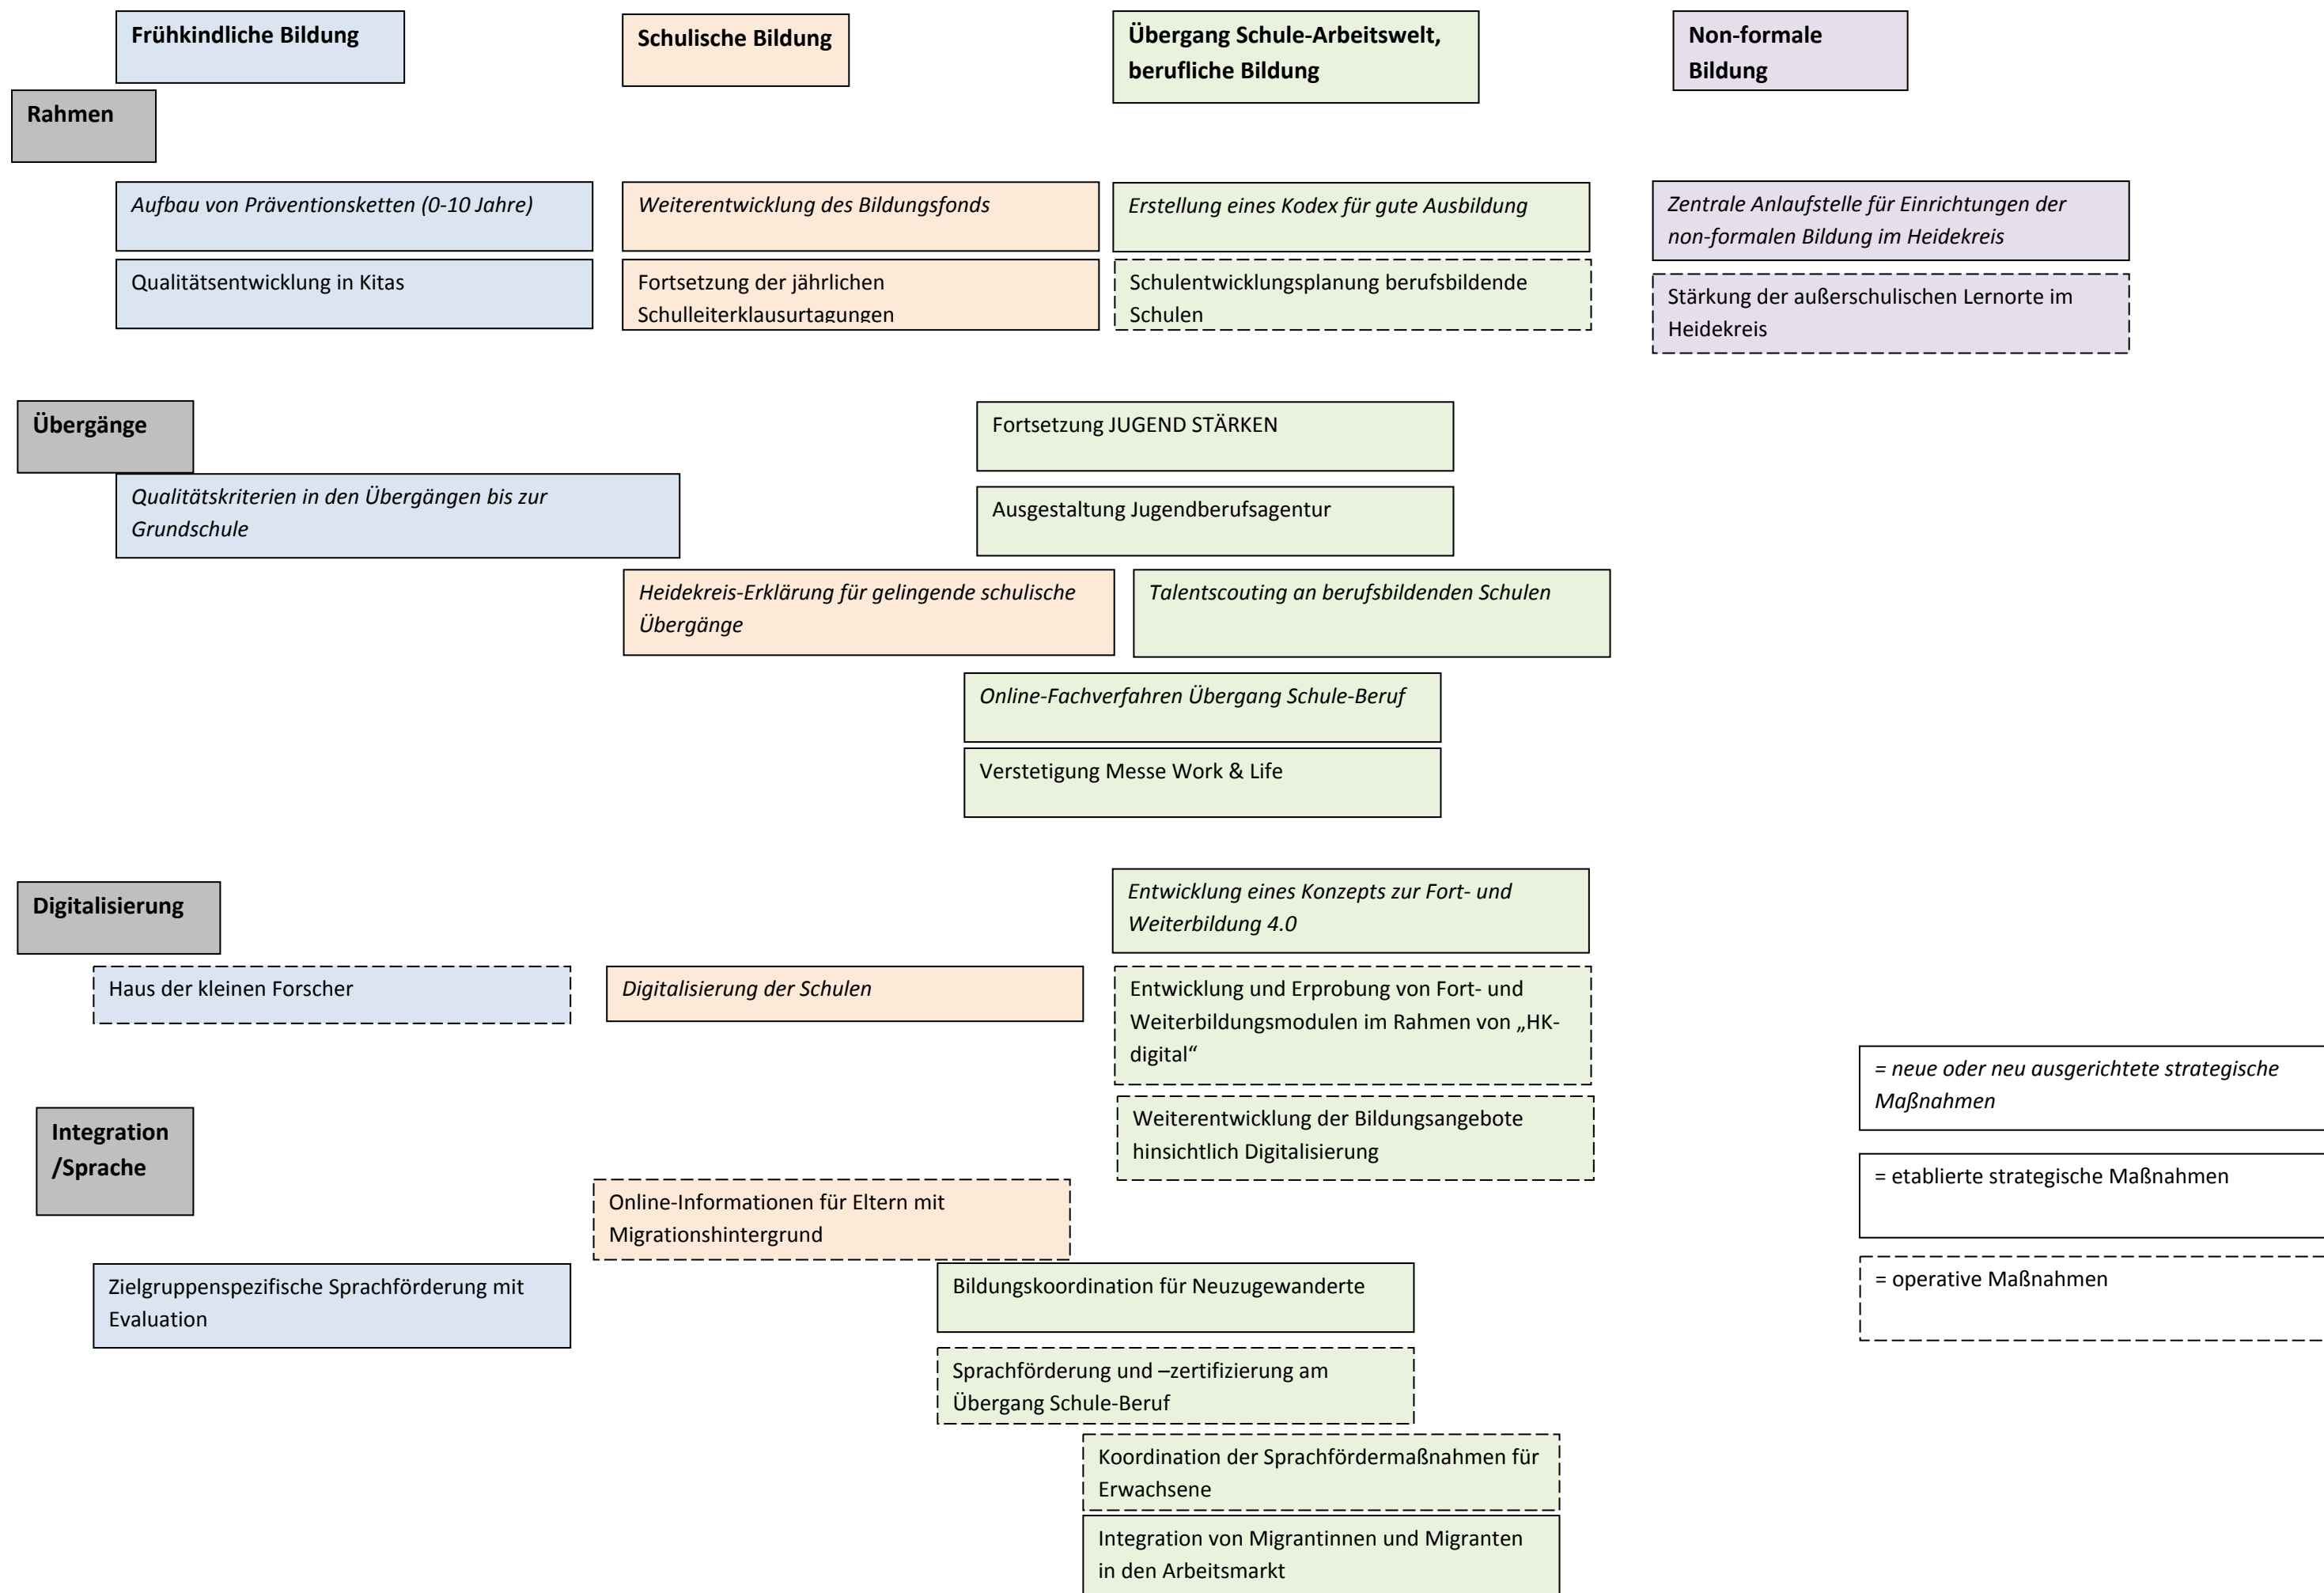 Frühkindliche Bildung
Schulische Bildung
Übergang Schule-Arbeitswelt,
berufliche Bildung
Non-formale
Bildung
Rahmen
Aufbau von Präventionsketten (0-10 Jahre)
Weiterentwicklung des Bildungsfonds
Erstellung eines Kodex für gute Ausbildung
Zentrale Anlaufstelle für Einrichtungen der
non-formalen Bildung im Heidekreis
Qualitätsentwicklung in Kitas
Fortsetzung der jährlichen
Schulleiterklausurtagungen
Schulentwicklungsplanung berufsbildende
Schulen
Stärkung der außerschulischen Lernorte im
Heidekreis
Übergänge
Fortsetzung JUGEND STÄRKEN
Qualitätskriterien in den Übergängen bis zur
Grundschule
Ausgestaltung Jugendberufsagentur
Heidekreis-Erklärung für gelingende schulische
Übergänge
Talentscouting an berufsbildenden Schulen
Online-Fachverfahren Übergang Schule-Beruf
Verstetigung Messe Work & Life
Digitalisierung
Entwicklung eines Konzepts zur Fort- und
Weiterbildung 4.0
Haus der kleinen Forscher
Digitalisierung der Schulen
Entwicklung und Erprobung von Fort- und
Weiterbildungsmodulen im Rahmen von „HK-
digital“
= neue oder neu ausgerichtete strategische
Maßnahmen
Integration
/Sprache
Weiterentwicklung der Bildungsangebote
hinsichtlich Digitalisierung
= etablierte strategische Maßnahmen
Online-Informationen für Eltern mit
Migrationshintergrund
Zielgruppenspezifische Sprachförderung mit
Evaluation
Bildungskoordination für Neuzugewanderte
= operative Maßnahmen
Sprachförderung und –zertifizierung am
Übergang Schule-Beruf
Koordination der Sprachfördermaßnahmen für
Erwachsene
Integration von Migrantinnen und Migranten
in den Arbeitsmarkt